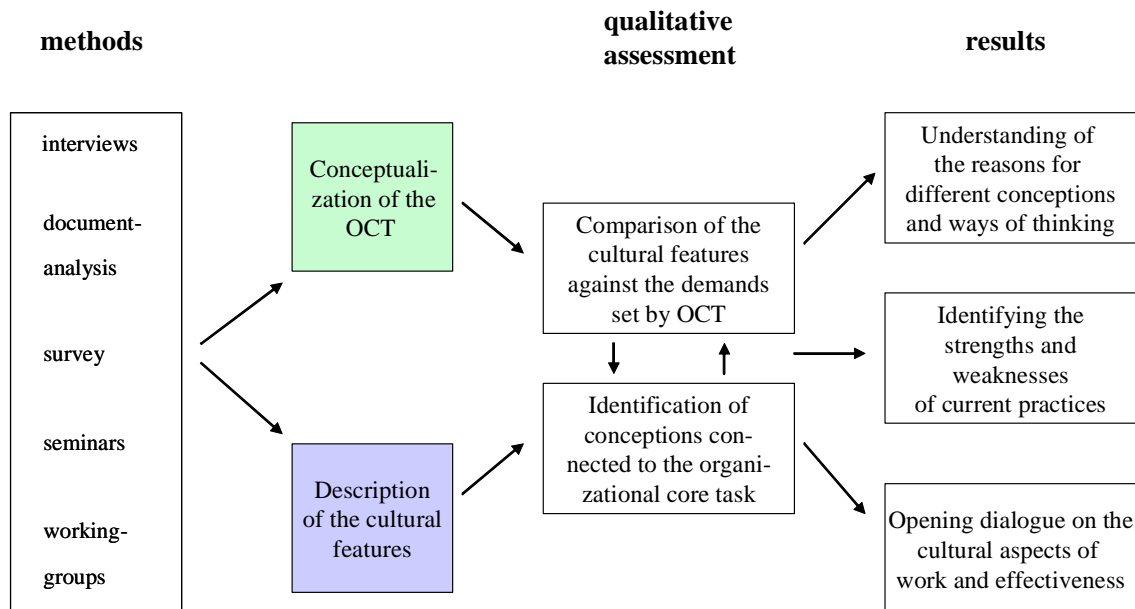 methods
qualitative
assessment
results
interviews
document-
analysis
survey
seminars
working-
groups
Conceptuali-
zation of the
OCT
Description
of the cultural
features
Comparison of the
cultural features
against the demands
set by OCT
Identification of
conceptions con-
nected to the organi-
zational core task
Understanding of
the reasons for
different conceptions
and ways of thinking
Identifying the
strengths and
weaknesses
of current practices
Opening dialogue on the
cultural aspects of
work and effectiveness